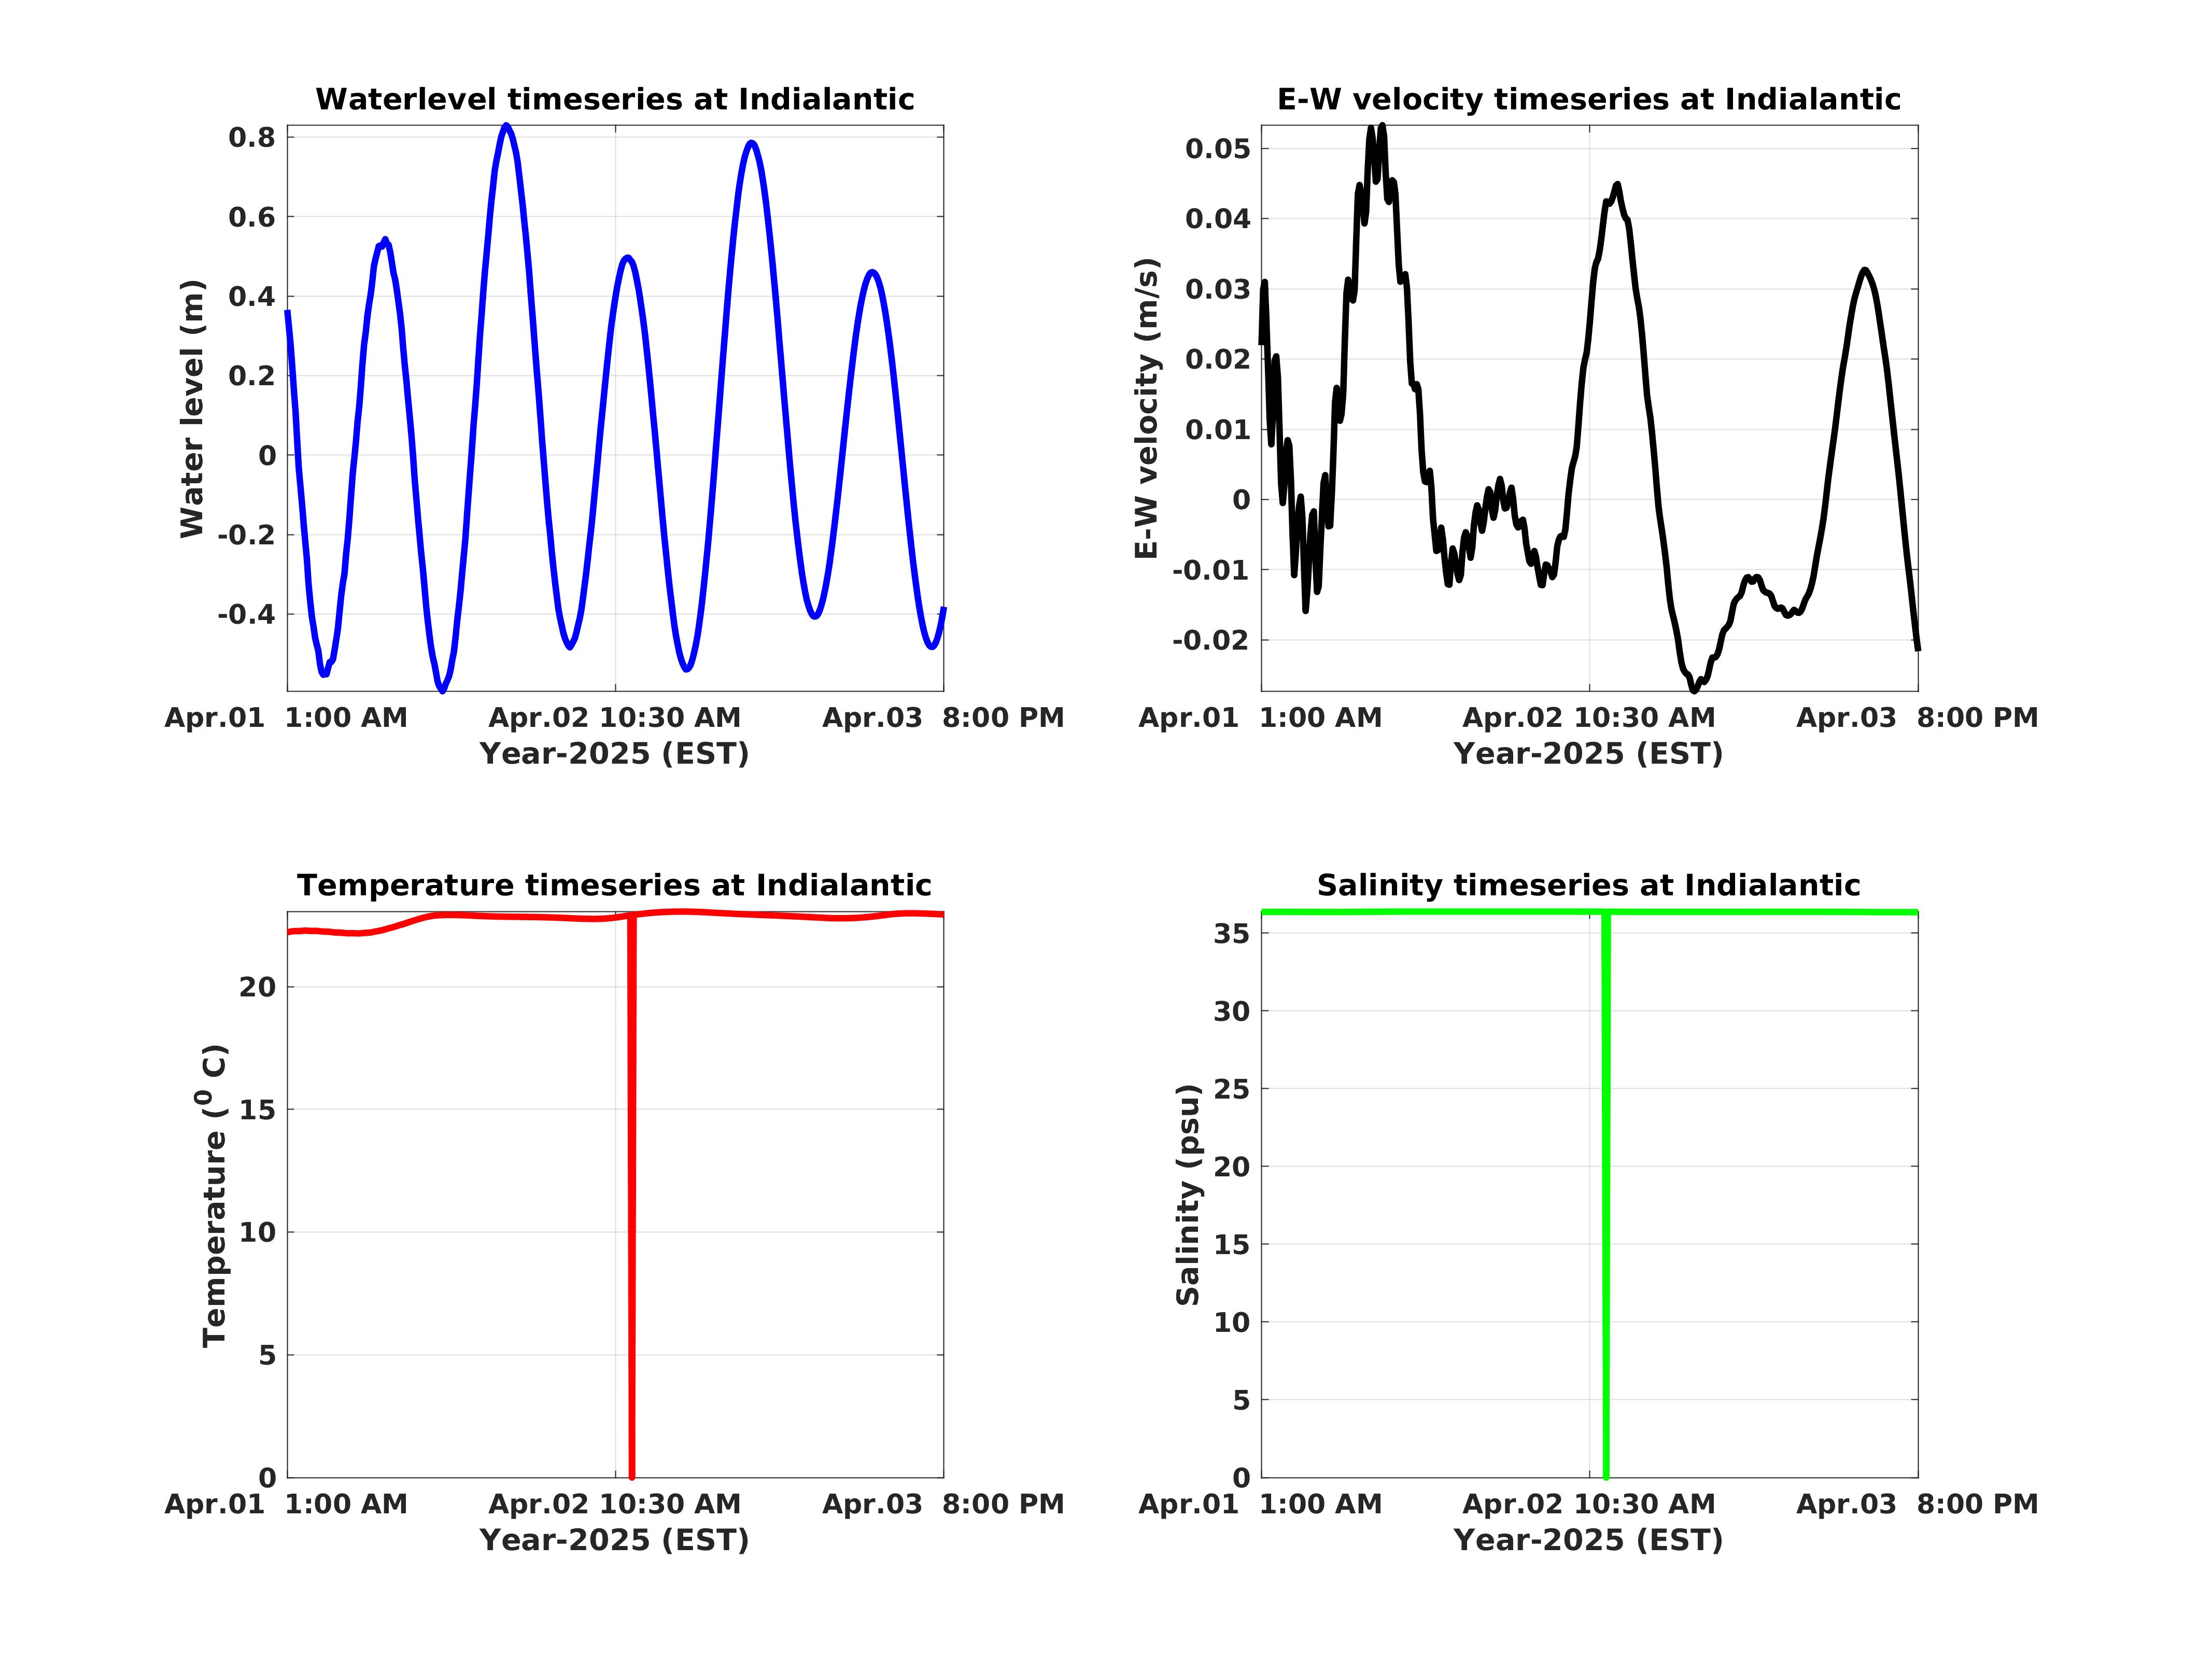 Waterlevel timeseries at Indialantic
0.8
0.6
0.4
0.2
0
-0.2
-0.4
Water level (m)
Apr.01 1:00 AM
Apr.02 10:30 AM
Apr.03 8:00 PM
Year-2025 (EST)
E-W velocity timeseries at Indialantic
0.05
0.04
0.03
0.02
0.01
0
-0.01
-0.02
E-W velocity (m/s)
Apr.01 1:00 AM
Apr.02 10:30 AM
Apr.03 8:00 PM
Year-2025 (EST)
Temperature timeseries at Indialantic
20
15
10
5
0
Temperature (⁰ C)
Apr.01 1:00 AM
Apr.02 10:30 AM
Apr.03 8:00 PM
Year-2025 (EST)
Salinity timeseries at Indialantic
35
30
25
20
15
10
5
0
Salinity (psu)
Apr.01 1:00 AM
Apr.02 10:30 AM
Apr.03 8:00 PM
Year-2025 (EST)